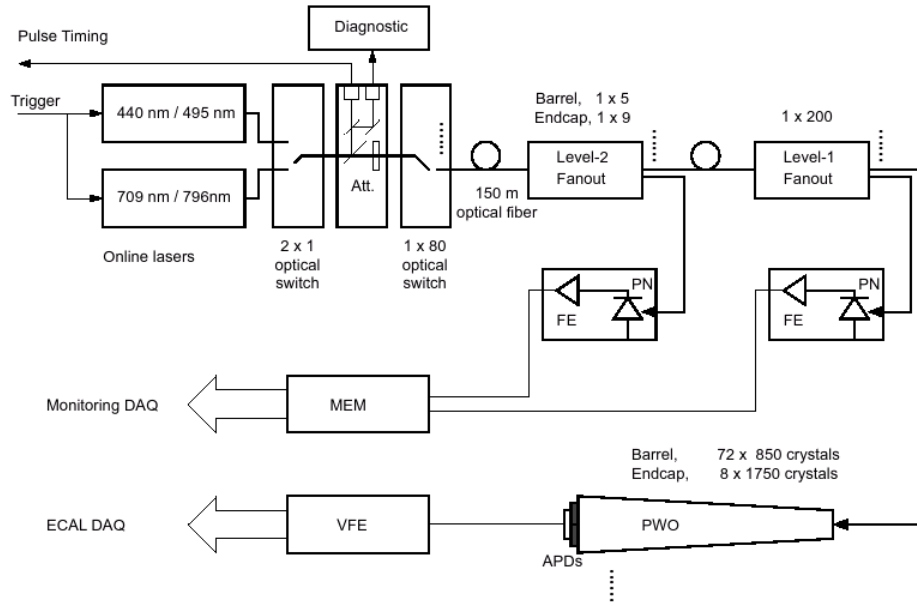 Diagnostic
Pulse Timing
Trigger
440 nm / 495nm
709 nm / 796nm
Online lasers
Att.
2 x 1
optical
switch
1 x 80
optical
switch
150 m
optical fiber
Barrel, 1 x 5
Endcap, 1 x 9
Level-2
Fanout
1 x 200
Level-1
Fanout
PN
FE
PN
FE
Monitoring DAQ
MEM
Barrel, 72 x 850 crystals
Endcap, 8 x 1750 crystals
ECAL DAQ
VFE
PWO
APDs